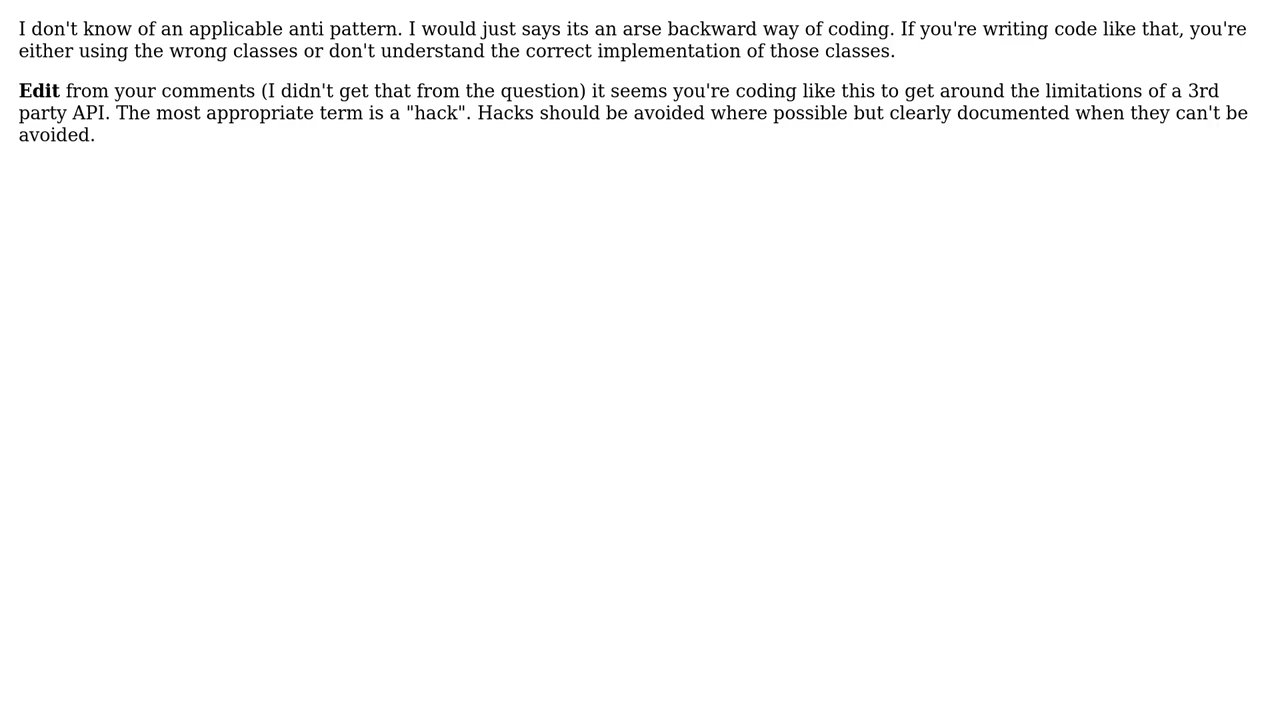 I don't know of an applicable anti pattern. I would just says its an arse backward way of coding. If you're writing code like that, you're
either using the wrong classes or don't understand the correct implementation of those classes.
Edit from your comments (I didn't get that from the question) it seems you're coding like this to get around the limitations of a 3rd
party API. The most appropriate term is a "hack". Hacks should be avoided where possible but clearly documented when they can't be
avoided.